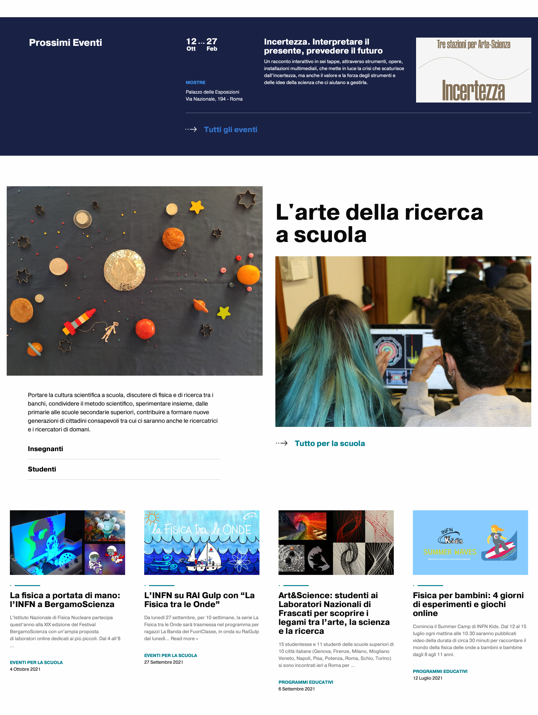 Prossimi Eventi
12 ... 27
Ott Feb
MOSTRE
Palazzo delle Esposizioni
Via Nazionale, 194 - Roma
Incertezza. Interpretare il
presente, prevedere il futuro
Un racconto interattivo in sei tappe, attraverso strumenti, opere,
installazioni multimediali, che mette in luce la crisi che scaturisce
dall'incertezza, ma anche il valore e la forza degli strumenti e
delle idee della scienza che ci aiutano a gestirla.
Tre stazioni per Arte-Scienza
Incertezza
Tutti gli eventi
L'arte della ricerca
a scuola
Portare la cultura scientifica a scuola, discutere di fisica e di ricerca tra i
banchi, condividere il metodo scientifico, sperimentare insieme, dalle
primarie alle scuole secondarie superiori, contribuire a formare nuove
generazioni di cittadini consapevoli tra cui ci saranno anche le ricercatrici
e i ricercatori di domani.
Insegnanti
Studenti
Tutto per la scuola
La fisica a portata di mano:
l'INFN a BergamoScienza
L'Istituto Nazionale di Fisica Nucleare partecipa
quest'anno alla XIX edizione del Festival
BergamoScienza con un'ampia proposta
di laboratori online dedicati ai più piccoli. Dal 4 all'8
...
EVENTI PER LA SCUOLA
4 Ottobre 2021
la FISICA tra le ONDE
L'INFN su RAI Gulp con "La
Fisica tra le Onde"
Da lunedì 27 settembre, per 10 settimane, la serie La
Fisica tra le Onde sarà trasmessa nel programma per
ragazzi La Banda dei FuoriClasse, in onda su RaiGulp
dal lunedì... Read more »
EVENTI PER LA SCUOLA
27 Settembre 2021
Art&Science: studenti ai
Laboratori Nazionali di
Frascati per scoprire i
legami tra l'arte, la scienza
e la ricerca
15 studentesse e 11 studenti delle scuole superiori di
10 città italiane (Genova, Firenze, Milano, Mogliano
Veneto, Napoli, Pisa, Potenza, Roma, Schio, Torino)
si sono incontrati ieri a Roma per ...
PROGRAMMI EDUCATIVI
6 Settembre 2021
INFN
Kids
SUMMER CAMP
Fisica per bambini: 4 giorni
di esperimenti e giochi
online
Comincia il Summer Camp di INFN Kids. Dal 12 al 15
luglio ogni mattina alle 10.30 saranno pubblicati
video della durata di circa 30 minuti per raccontare il
mondo della fisica delle onde a bambini e bambine
dagli 8 agli 11 anni.
PROGRAMMI EDUCATIVI
12 Luglio 2021